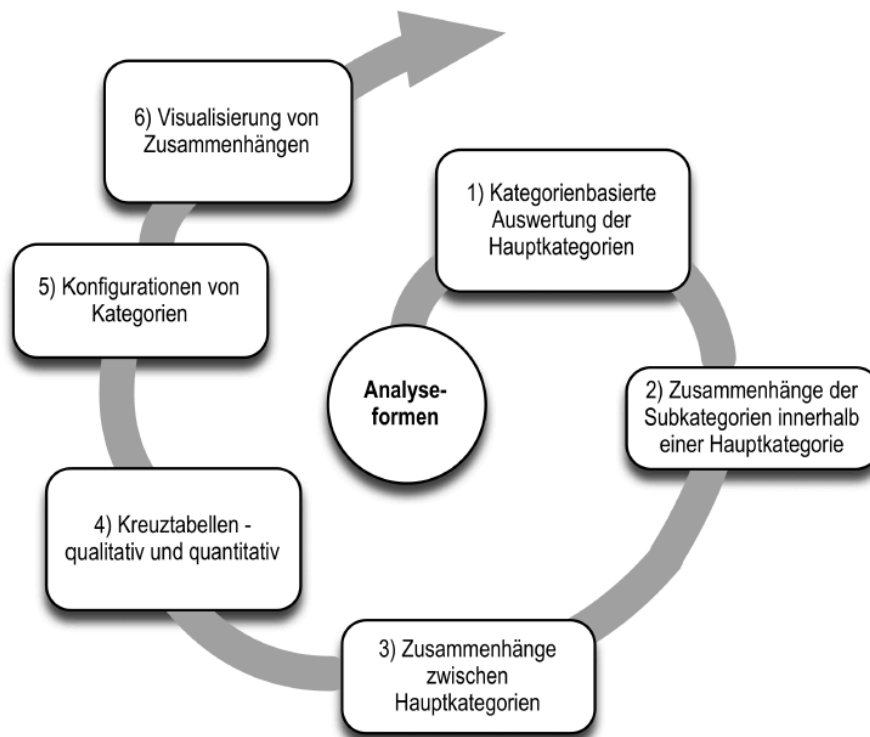 Analyse-
formen
1) Kategorienbasierte
Auswertung der
Hauptkategorien
2) Zusammenhänge der
Subkategorien innerhalb
einer Hauptkategorie
3) Zusammenhänge
zwischen
Hauptkategorien
4) Kreuztabellen -
qualitativ und quantitativ
5) Konfigurationen von
Kategorien
6) Visualisierung von
Zusammenhängen